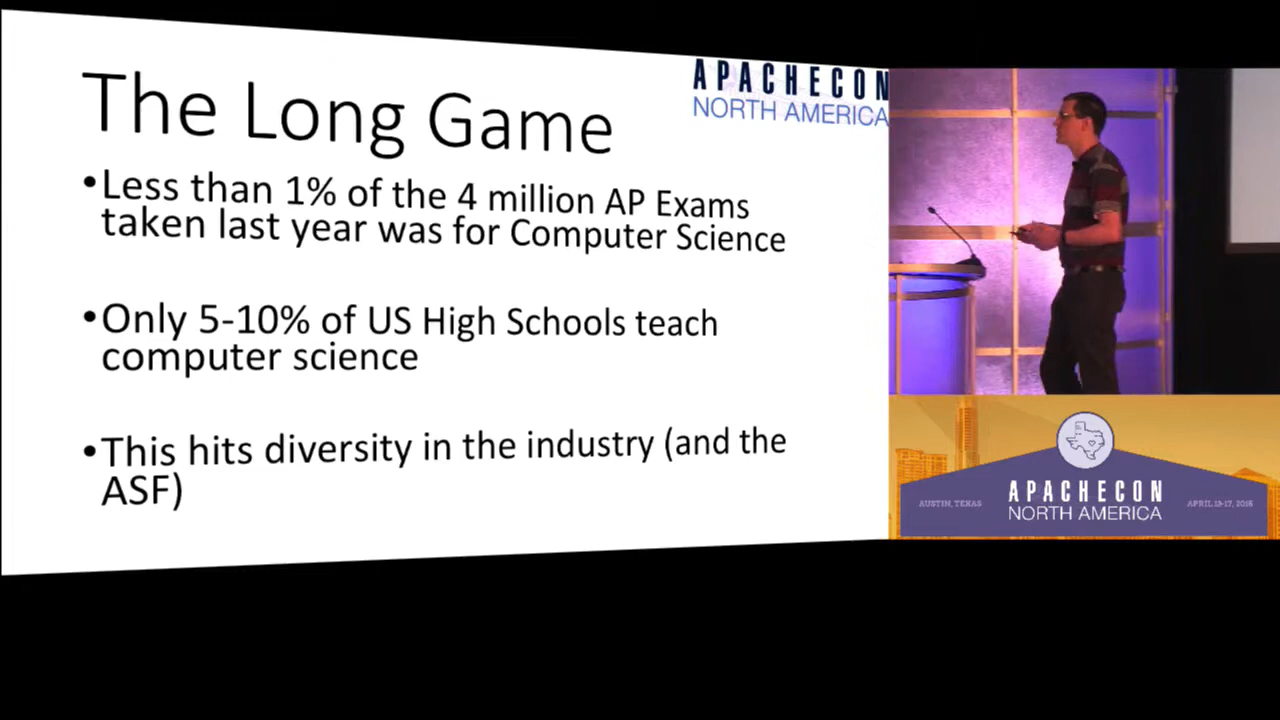 The Long Game
APACHECON
NORTH AMERICA
•Less than 1% of the 4 million AP Exams
taken last year was for Computer Science
•Only 5-10% of US High Schools teach
computer science
•This hits diversity in the industry (and the
ASF)
APACHECON
NORTH AMERICA
AUSTIN, TEXAS
APRIL 13-17, 2015